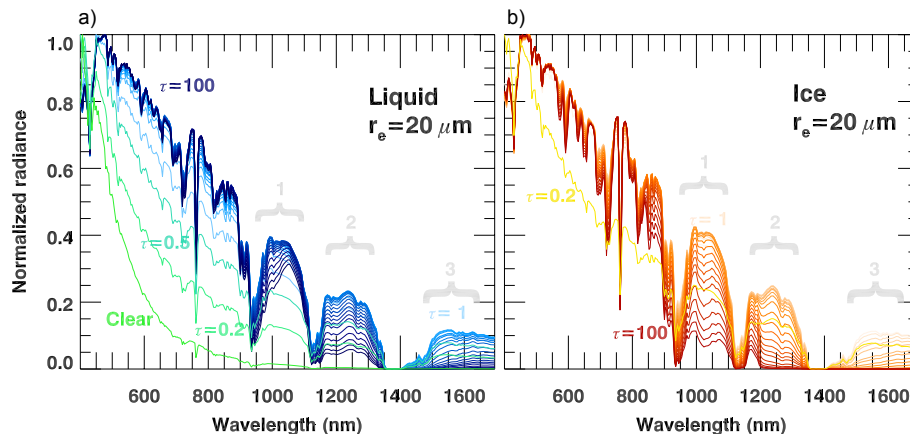 a)
b)
1.0
0.8
0.6
0.4
0.2
0.0
Normalized radiance
τ=100
Liquid
r_e=20 μm
1
2
3
τ=0.5
τ=0.2
τ=1
Clear
600 800 1000 1200 1400 1600
Wavelength (nm)
Ice
r_e=20 μm
1
2
3
τ=0.2
τ=1
τ=100
600 800 1000 1200 1400 1600
Wavelength (nm)